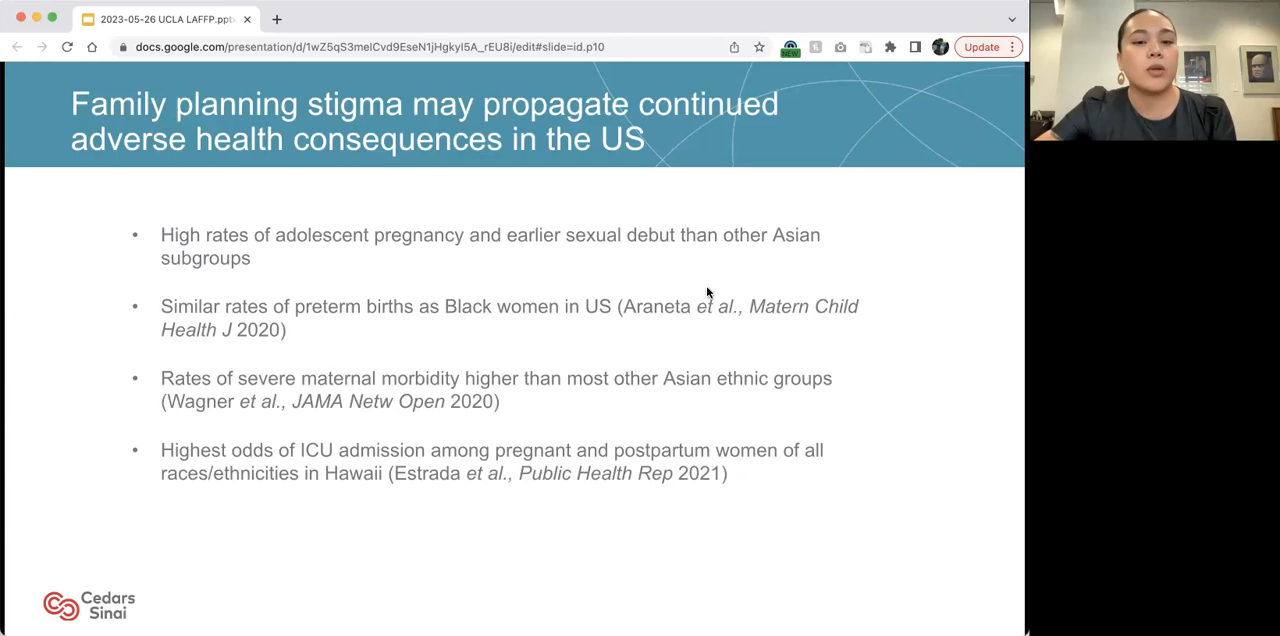 2023-05-26 UCLA LAFFP.ppt
docs.google.com/presentation/d/1wZ5qS3melCvd9EseN1jHgkyI5A_rEU8i/edit#slide=id.p10
NEW
Update
Family planning stigma may propagate continued
adverse health consequences in the US
• High rates of adolescent pregnancy and earlier sexual debut than other Asian
subgroups
• Similar rates of preterm births as Black women in US (Araneta et al., Matern Child
Health J 2020)
• Rates of severe maternal morbidity higher than most other Asian ethnic groups
(Wagner et al., JAMA Netw Open 2020)
• Highest odds of ICU admission among pregnant and postpartum women of all
races/ethnicities in Hawaii (Estrada et al., Public Health Rep 2021)
Cedars
Sinai